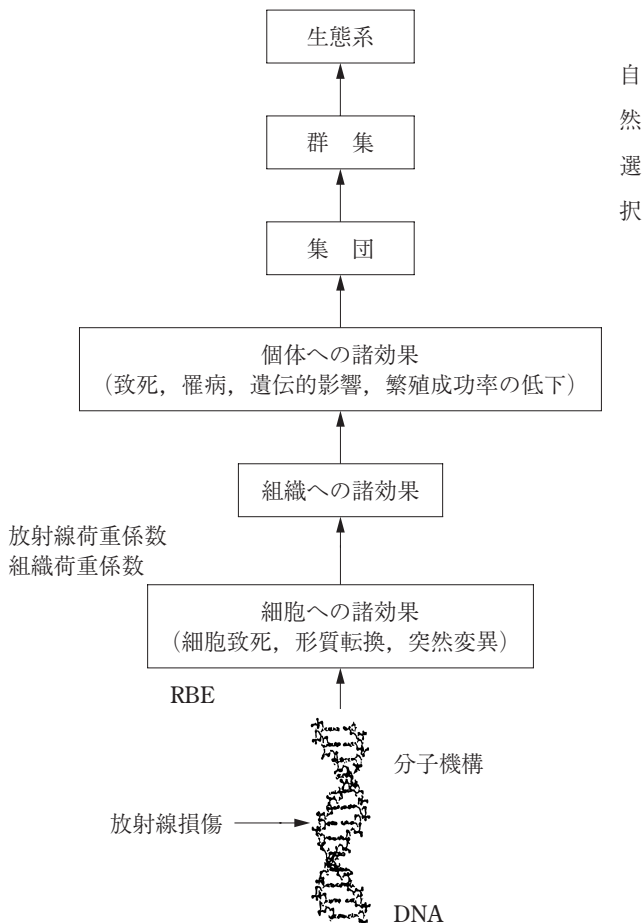 生態系
自
然
選
択
群　集
集　団
個体への諸効果
（致死，罹病，遺伝的影響，繁殖成功率の低下）
組織への諸効果
放射線荷重係数
組織荷重係数
細胞への諸効果
（細胞致死，形質転換，突然変異）
RBE
分子機構
放射線損傷
DNA